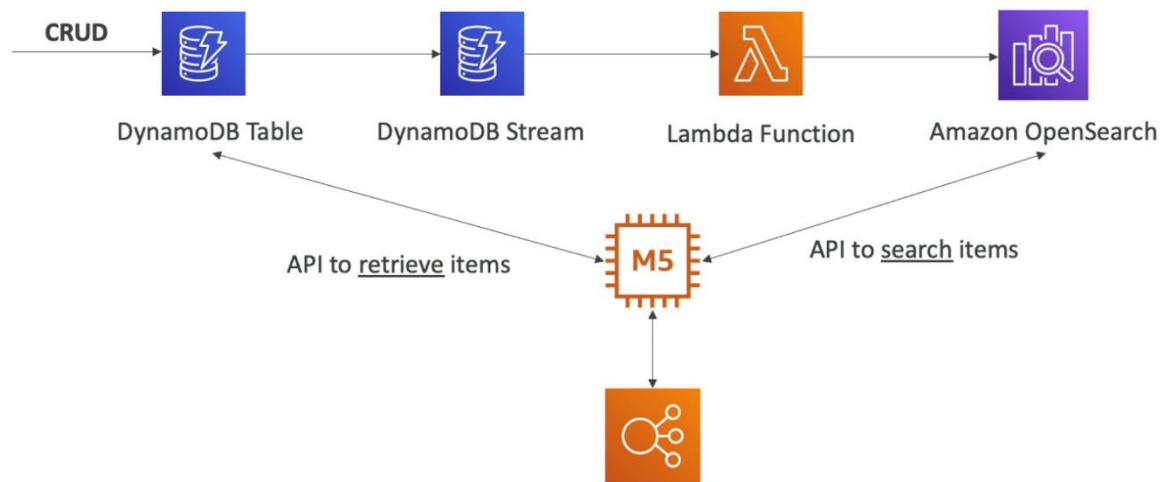 CRUD
DynamoDB Table
DynamoDB Stream
Lambda Function
Amazon OpenSearch
API to retrieve items
M5
API to search items